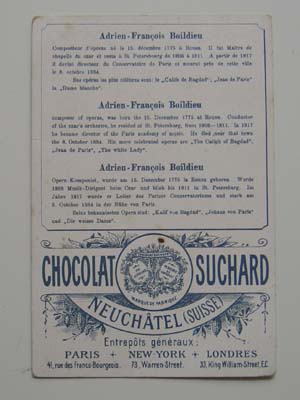 Adrien-François Boildieu
Compositeur d'opéras né le 15. décembre 1775 à Rouen. Il fut Maître de
chapelle du czar et resta à St. Petersbourg de 1803 à 1811. A partir de 1817
il devint directeur du Conservatoire de Paris et mourut près de cette ville
le 8. octobre 1834.
Ses opéras les plus célèbres sont: le „Calife de Bagdad"; „Jean de Paris"
la „Dame blanche".
Adrien-François Boildieu
composer of operas, was born the 15. december 1775 at Rouen. Conductor
of the czar's orchestra, he resided at St. Petersburg, from 1803—1811. In 1817
he became director of the Paris academy of music. He died near that town
the 8. October 1834. His more celebrated operas are: „The Caliph of Bagdad",
„Jean de Paris", „The white Lady".
Adrien-François Boildieu
Opern Komponist, wurde am 15. Dezember 1775 in Rouen geboren. Wurde
1803 Musik-Dirigent beim Czar und blieb bis 1811 in St. Petersburg. Im
Jahre 1817 wurde er Leiter des Pariser Conservatoriums und starb am
8. October 1834 in der Nähe von Paris.
Seine bekanntesten Opern sind: „Kalif von Bagdad", „Johann von Paris"
und „Die weisse Dame".
CHOCOLAT SUCHARD
MARQUE DE FABRIQUE
NEUCHÂTEL (SUISSE)
Entrepôts généraux:
PARIS + NEW-YORK + LONDRES
41, rue des Francs-Bourgeois. 73, Warren-Street. 33, King William-Street, E.C.